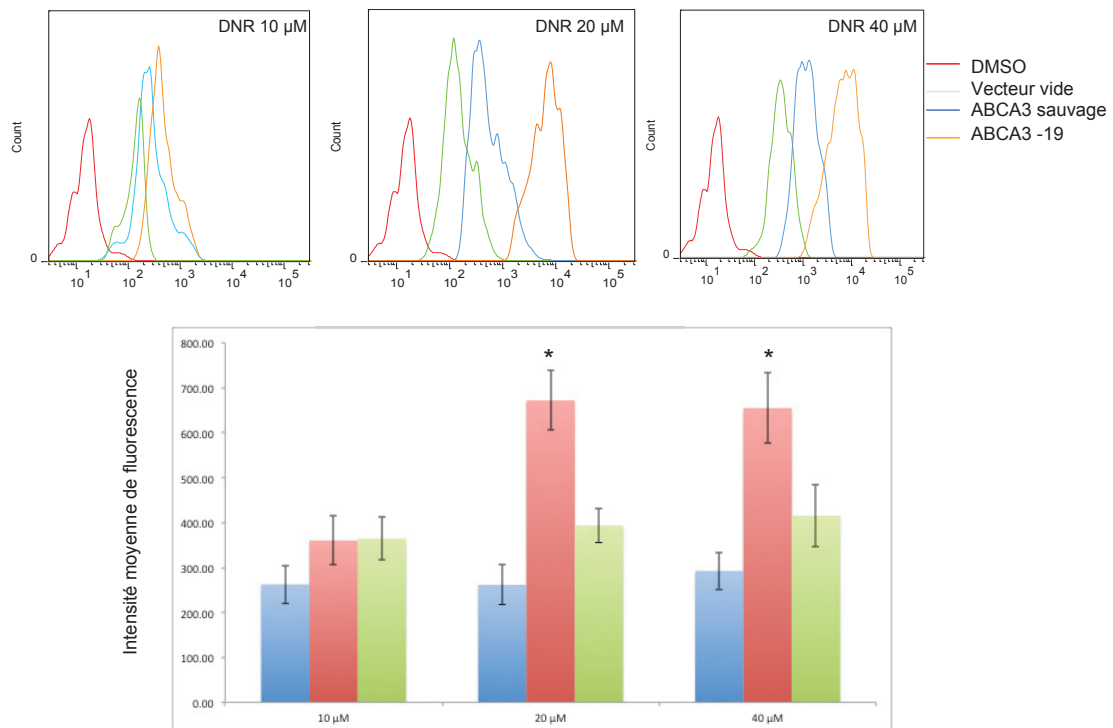 DNR 10 µM
DNR 20 µM
DNR 40 µM
DMSO
Vecteur vide
ABCA3 sauvage
ABCA3 -19
Count
0
10^1
10^2
10^3
10^4
10^5
Count
0
10^1
10^2
10^3
10^4
10^5
Count
0
10^1
10^2
10^3
10^4
10^5
Intensité moyenne de fluorescence
800.00
700.00
600.00
500.00
400.00
300.00
200.00
100.00
0.00
*
*
10 µM
20 µM
40 µM